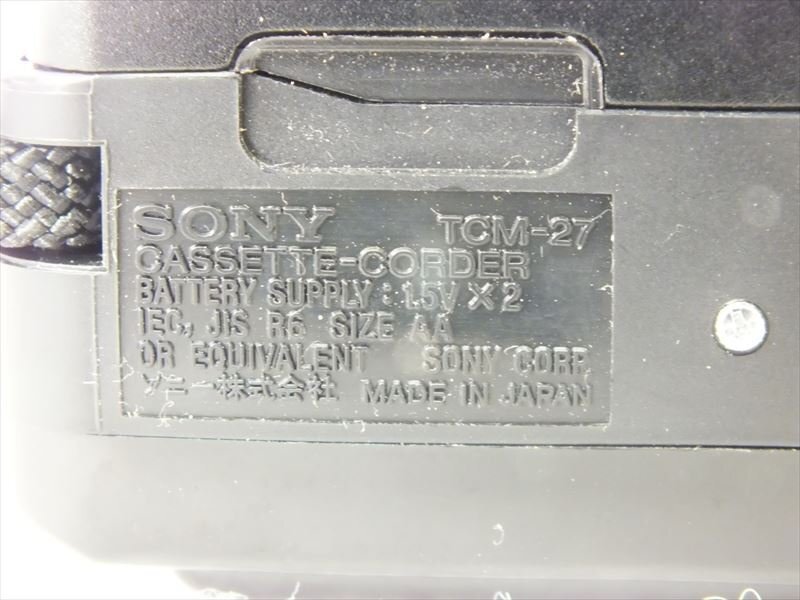 SONY TCM-27
CASSETTE-CORDER
BATTERY SUPPLY: 1.5V×2
IEC, JIS R6 SIZE AA
OR EQUIVALENT SONY CORP.
ソニー株式会社 MADE IN JAPAN